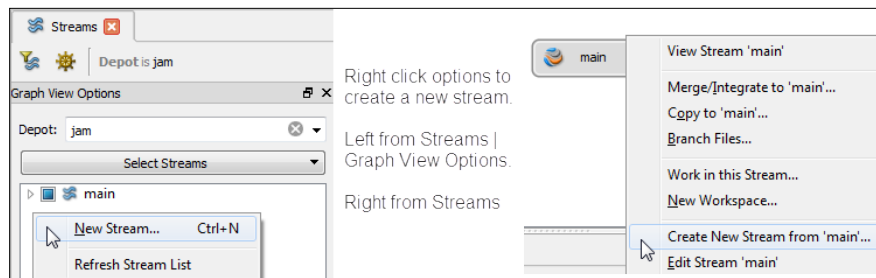 Streams
Depot is jam
Graph View Options
Depot: jam
Select Streams
main
New Stream... Ctrl+N
Refresh Stream List
Right click options to
create a new stream.
Left from Streams |
Graph View Options.
Right from Streams
main
View Stream 'main'
Merge/Integrate to 'main'...
Copy to 'main'...
Branch Files...
Work in this Stream...
New Workspace...
Create New Stream from 'main'...
Edit Stream 'main'